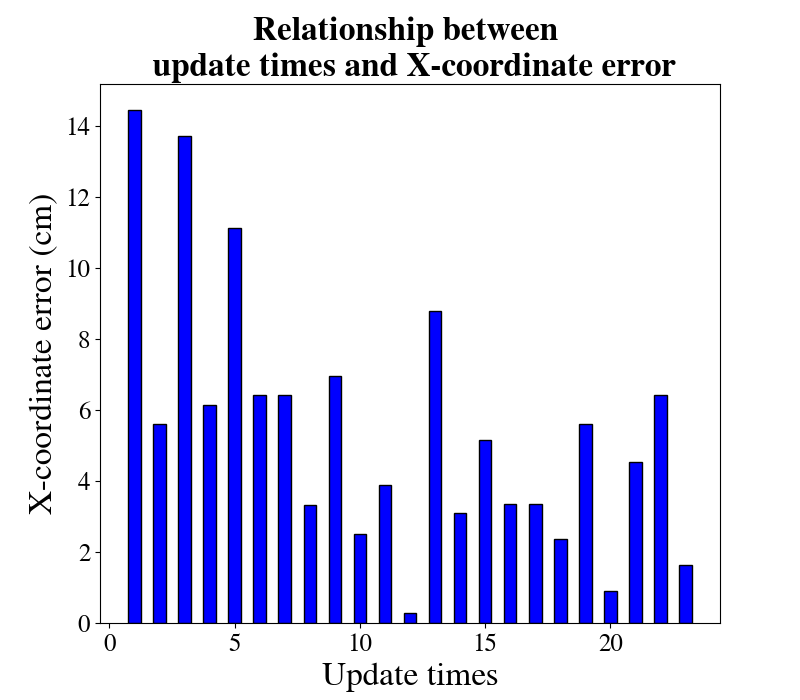 Relationship between
update times and X-coordinate error
X-coordinate error (cm)
14
12
10
8
6
4
2
0
0 5 10 15 20
Update times